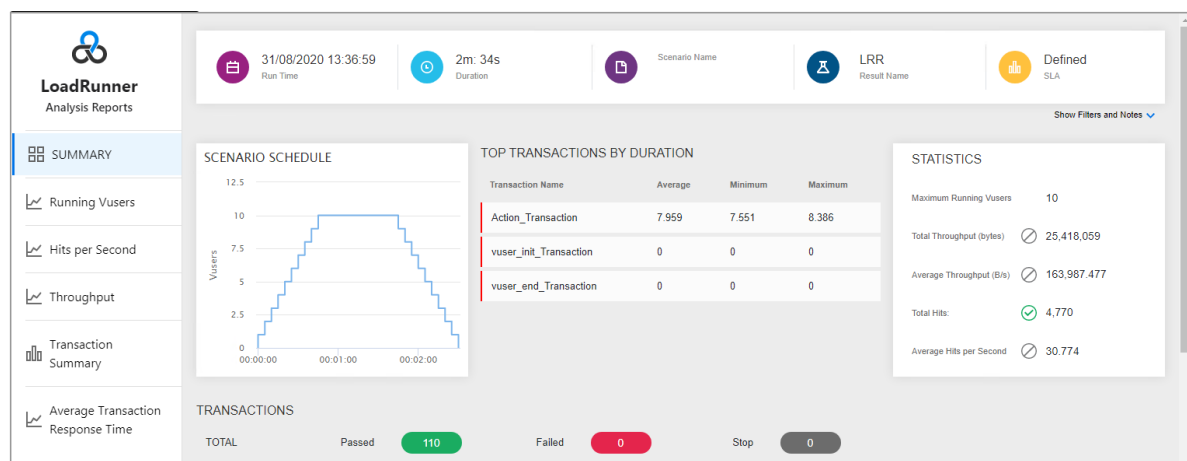 LoadRunner
Analysis Reports
SUMMARY
Running Vusers
Hits per Second
Throughput
Transaction
Summary
Average Transaction
Response Time
31/08/2020 13:36:59
Run Time
2m: 34s
Duration
Scenario Name
LRR
Result Name
Defined
SLA
Show Filters and Notes
SCENARIO SCHEDULE
12.5
10
7.5
5
2.5
0
Vusers
00:00:00 00:01:00 00:02:00
TOP TRANSACTIONS BY DURATION
Transaction Name Average Minimum Maximum
Action_Transaction 7.959 7.551 8.386
vuser_init_Transaction 0 0 0
vuser_end_Transaction 0 0 0
STATISTICS
Maximum Running Vusers 10
Total Throughput (bytes) 25,418,059
Average Throughput (B/s) 163,987.477
Total Hits: 4,770
Average Hits per Second 30.774
TRANSACTIONS
TOTAL Passed 110 Failed 0 Stop 0